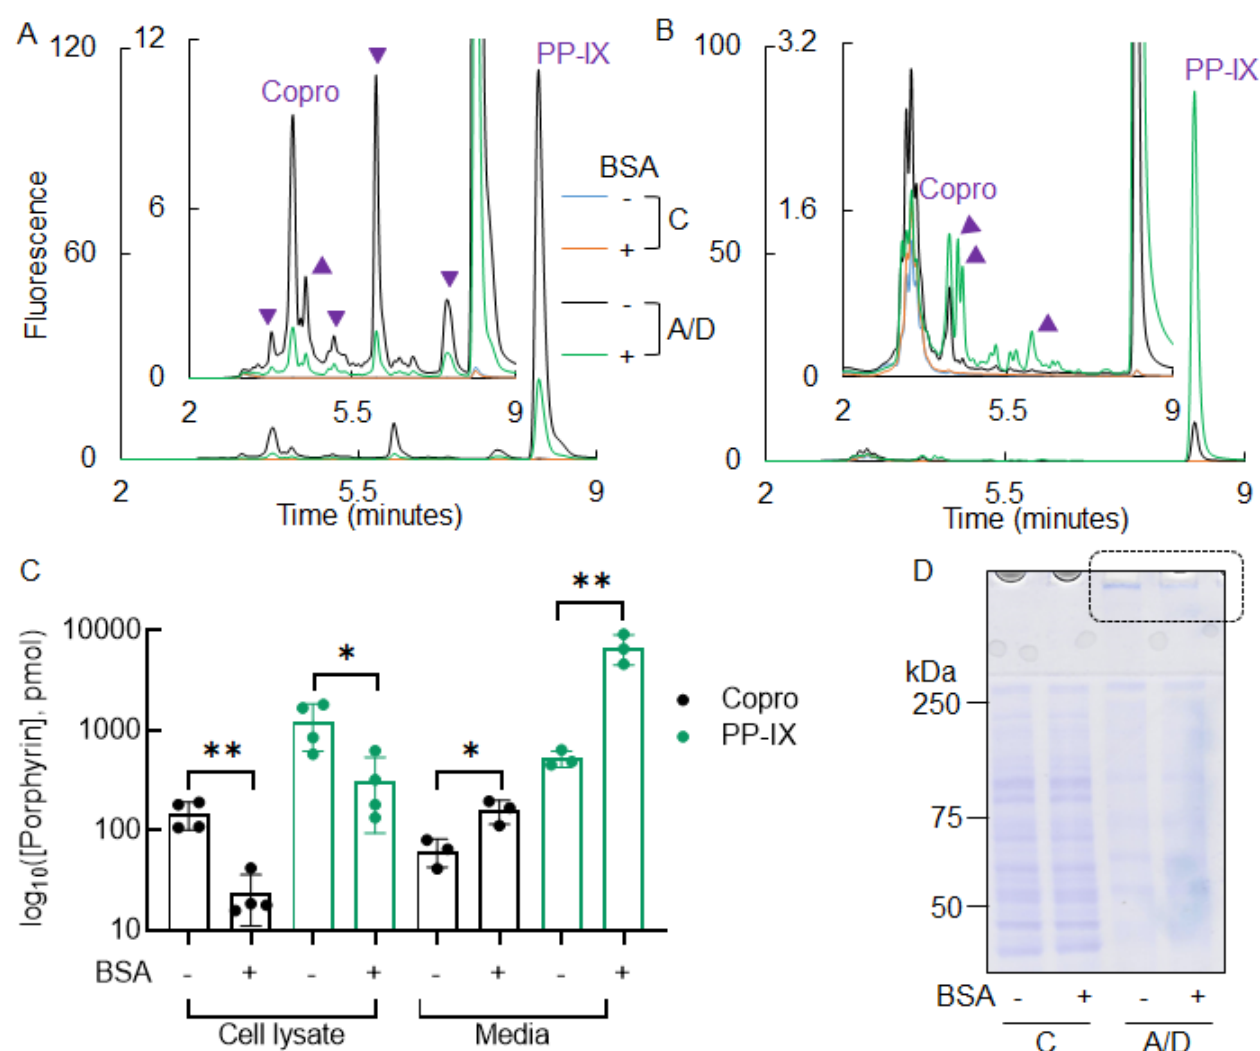 A
120
12
Copro
PP-IX
6
60
Fluorescence
BSA
-
C
+
-
A/D
+
0
2
5.5
9
0
2
5.5
9
Time (minutes)
B
100
3.2
PP-IX
Copro
1.6
50
0
2
5.5
9
0
2
5.5
9
Time (minutes)
C
log10([Porphyrin], pmol)
10000
1000
100
10
**
*
*
**
Copro
PP-IX
BSA - + - + - + - +
Cell lysate Media
D
kDa
250
75
50
BSA - + - +
C A/D